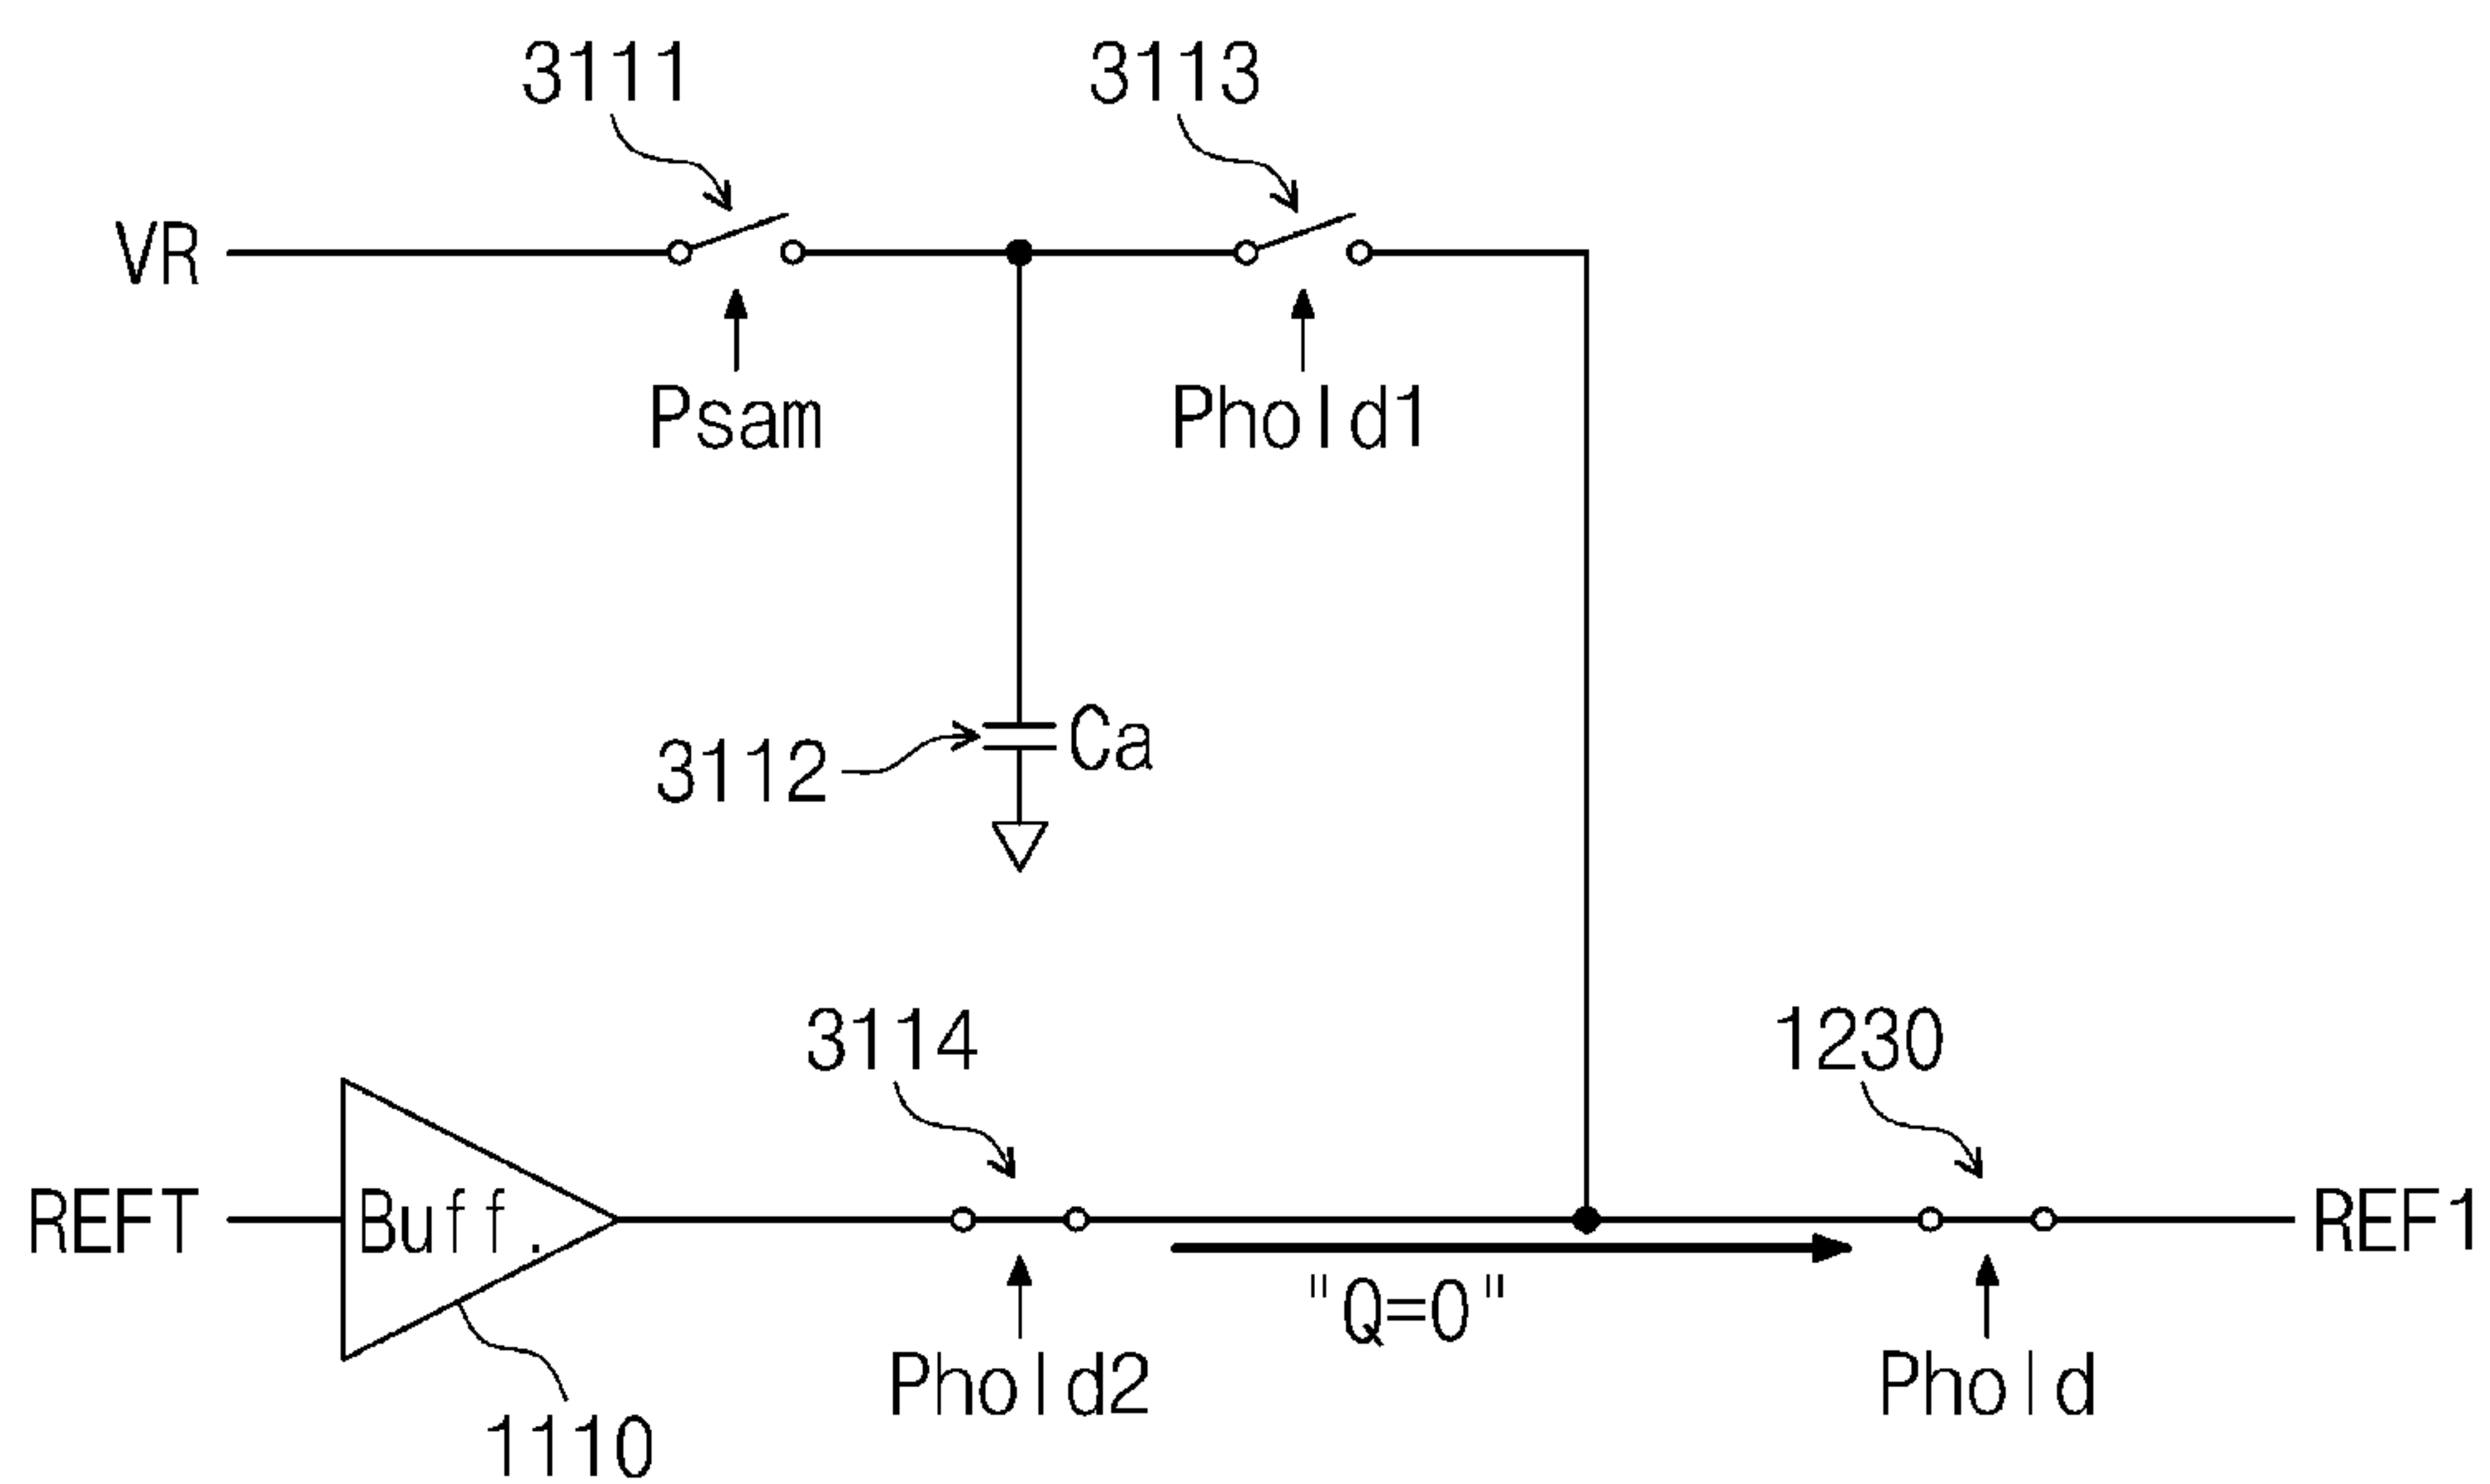 3111
3113
VR
Psam
Phold1
3112
Ca
3114
1230
REFT
Buff.
REF1
"Q=0"
Phold2
Phold
1110